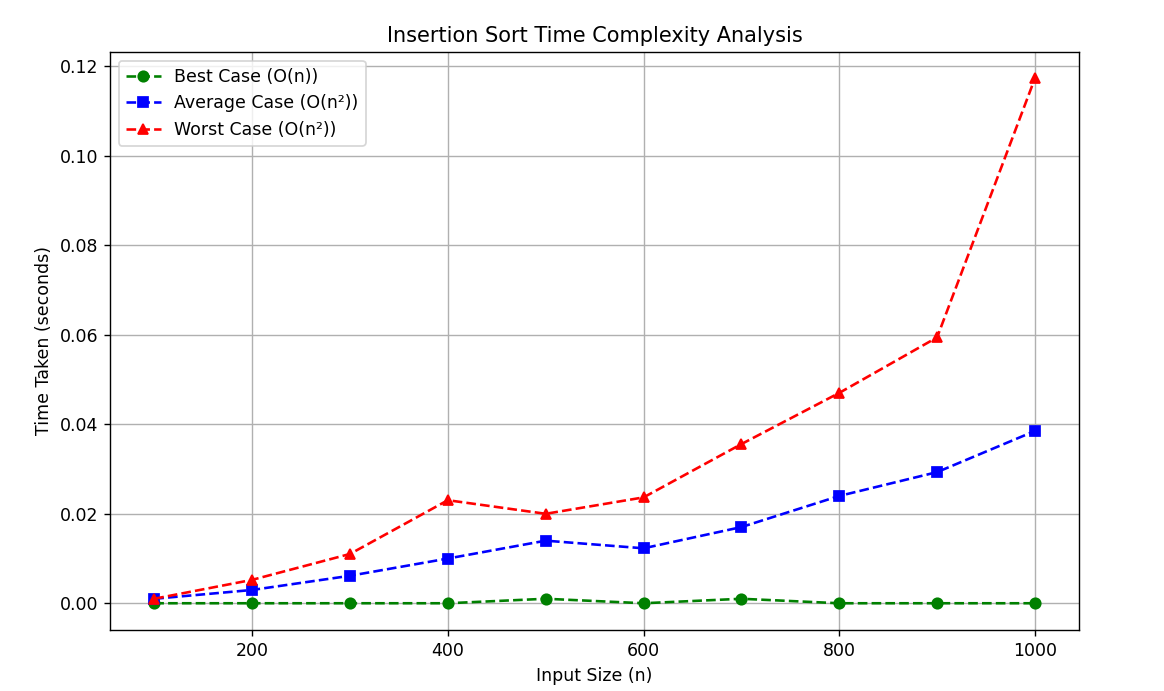 Insertion Sort Time Complexity Analysis
Best Case (O(n))
Average Case (O(n²))
Worst Case (O(n²))
0.12
0.10
0.08
0.06
0.04
0.02
0.00
Time Taken (seconds)
200 400 600 800 1000
Input Size (n)